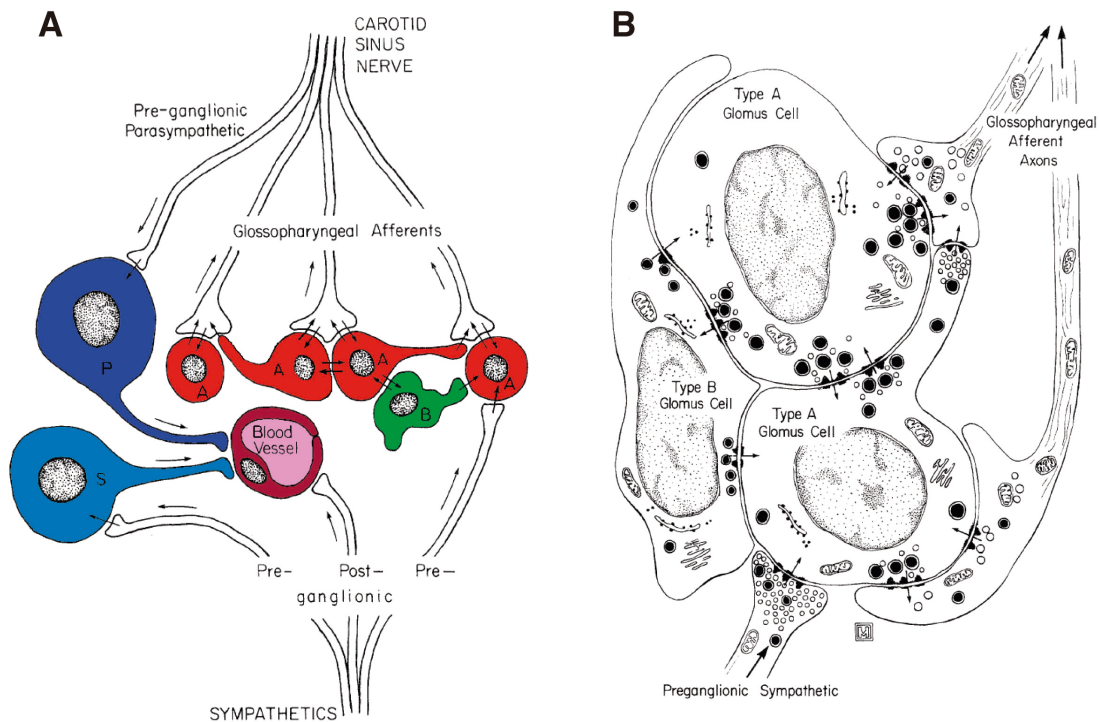 A
CAROTID
SINUS
NERVE
Pre-ganglionic
Parasympathetic
Glossopharyngeal Afferents
P
A
A
A
A
B
S
Blood
Vessel
Pre-
Post-
Pre-
ganglionic
SYMPATHETICS
B
Type A
Glomus Cell
Glossopharyngeal
Afferent
Axons
Type B
Glomus Cell
Type A
Glomus Cell
Preganglionic Sympathetic